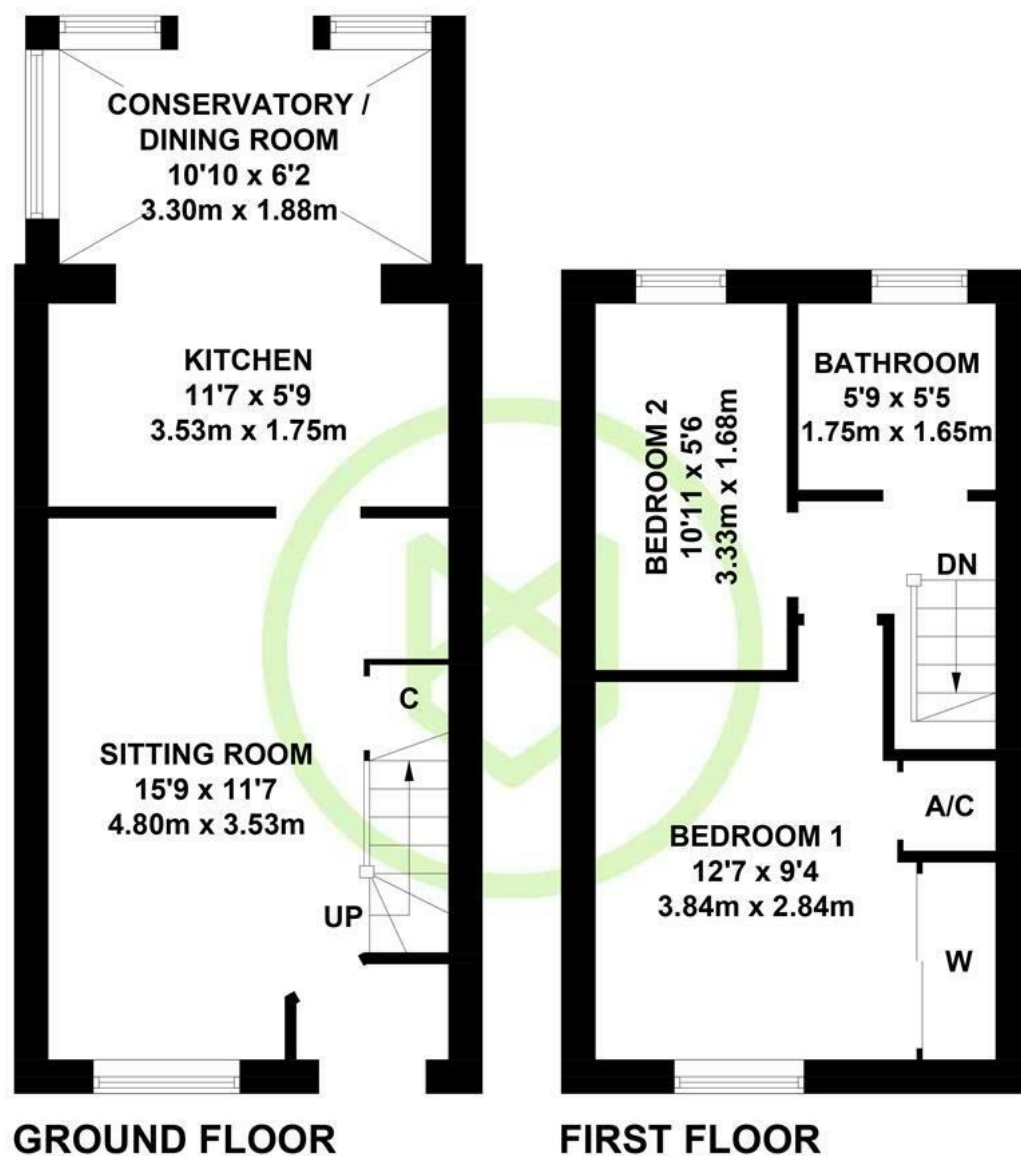 CONSERVATORY /
DINING ROOM
10'10 x 6'2
3.30m x 1.88m
KITCHEN
11'7 x 5'9
3.53m x 1.75m
C
SITTING ROOM
15'9 x 11'7
4.80m x 3.53m
UP
GROUND FLOOR
BATHROOM
5'9 x 5'5
1.75m x 1.65m
BEDROOM 2
10'11 x 5'6
3.33m x 1.68m
DN
A/C
BEDROOM 1
12'7 x 9'4
3.84m x 2.84m
W
FIRST FLOOR